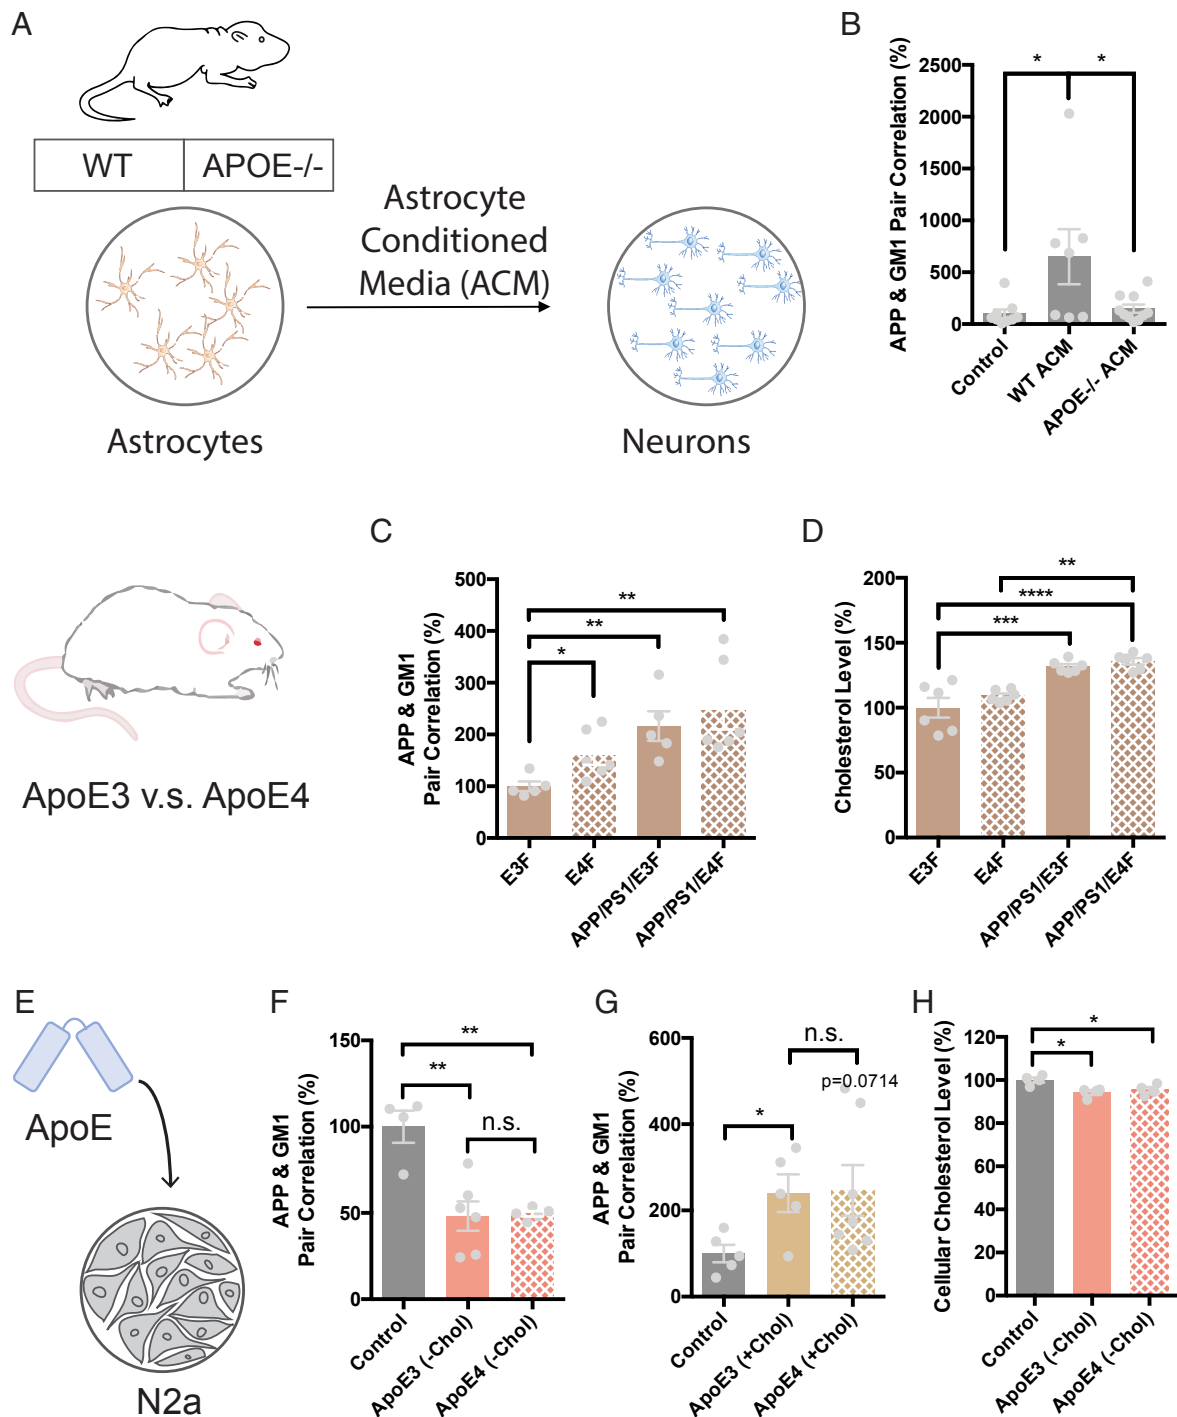 A
WT
APOE-/-
Astrocyte
Conditioned
Media (ACM)
Astrocytes
Neurons
B
APP & GM1 Pair Correlation (%)
2500
2000
1500
1000
500
0
* *
Control
WT ACM
APOE-/- ACM
ApoE3 v.s. ApoE4
C
APP & GM1
Pair Correlation (%)
500
400
300
200
100
0
**
**
*
E3F
E4F
APP/PS1/E3F
APP/PS1/E4F
D
Cholesterol Level (%)
200
150
100
50
0
**
****
***
E3F
E4F
APP/PS1/E3F
APP/PS1/E4F
E
ApoE
N2a
F
APP & GM1
Pair Correlation (%)
150
100
50
0
**
**
n.s.
Control
ApoE3 (-Chol)
ApoE4 (-Chol)
G
APP & GM1
Pair Correlation (%)
600
400
200
0
n.s.
p=0.0714
*
Control
ApoE3 (+Chol)
ApoE4 (+Chol)
H
Cellular Cholesterol Level (%)
120
100
80
60
40
20
0
*
*
Control
ApoE3 (-Chol)
ApoE4 (-Chol)